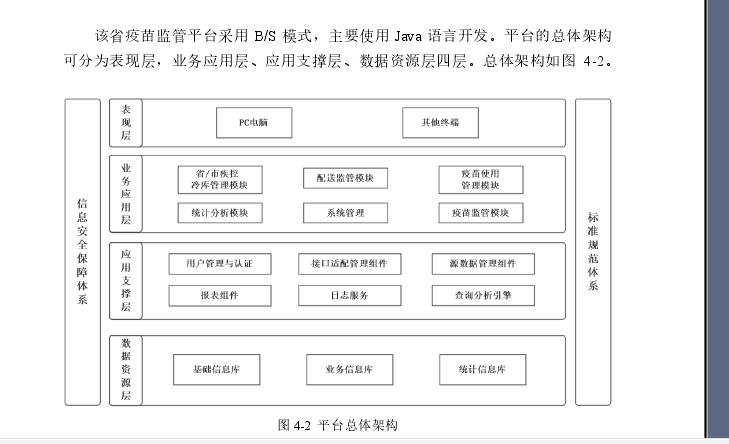 该省疫苗监管平台采用 B/S 模式，主要使用 Java 语言开发。平台的总体架构
可分为表现层，业务应用层、应用支撑层、数据资源层四层。总体架构如图 4-2。
信息安全保障体系
表现层
PC电脑
其他终端
业务应用层
省/市疾控
冷库管理模块
配送监管模块
疫苗使用
管理模块
统计分析模块
系统管理
疫苗监管模块
应用支撑层
用户管理与认证
接口适配管理组件
源数据管理组件
报表组件
日志服务
查询分析引擎
数据资源层
基础信息库
业务信息库
统计信息库
标准规范体系
图 4-2 平台总体架构